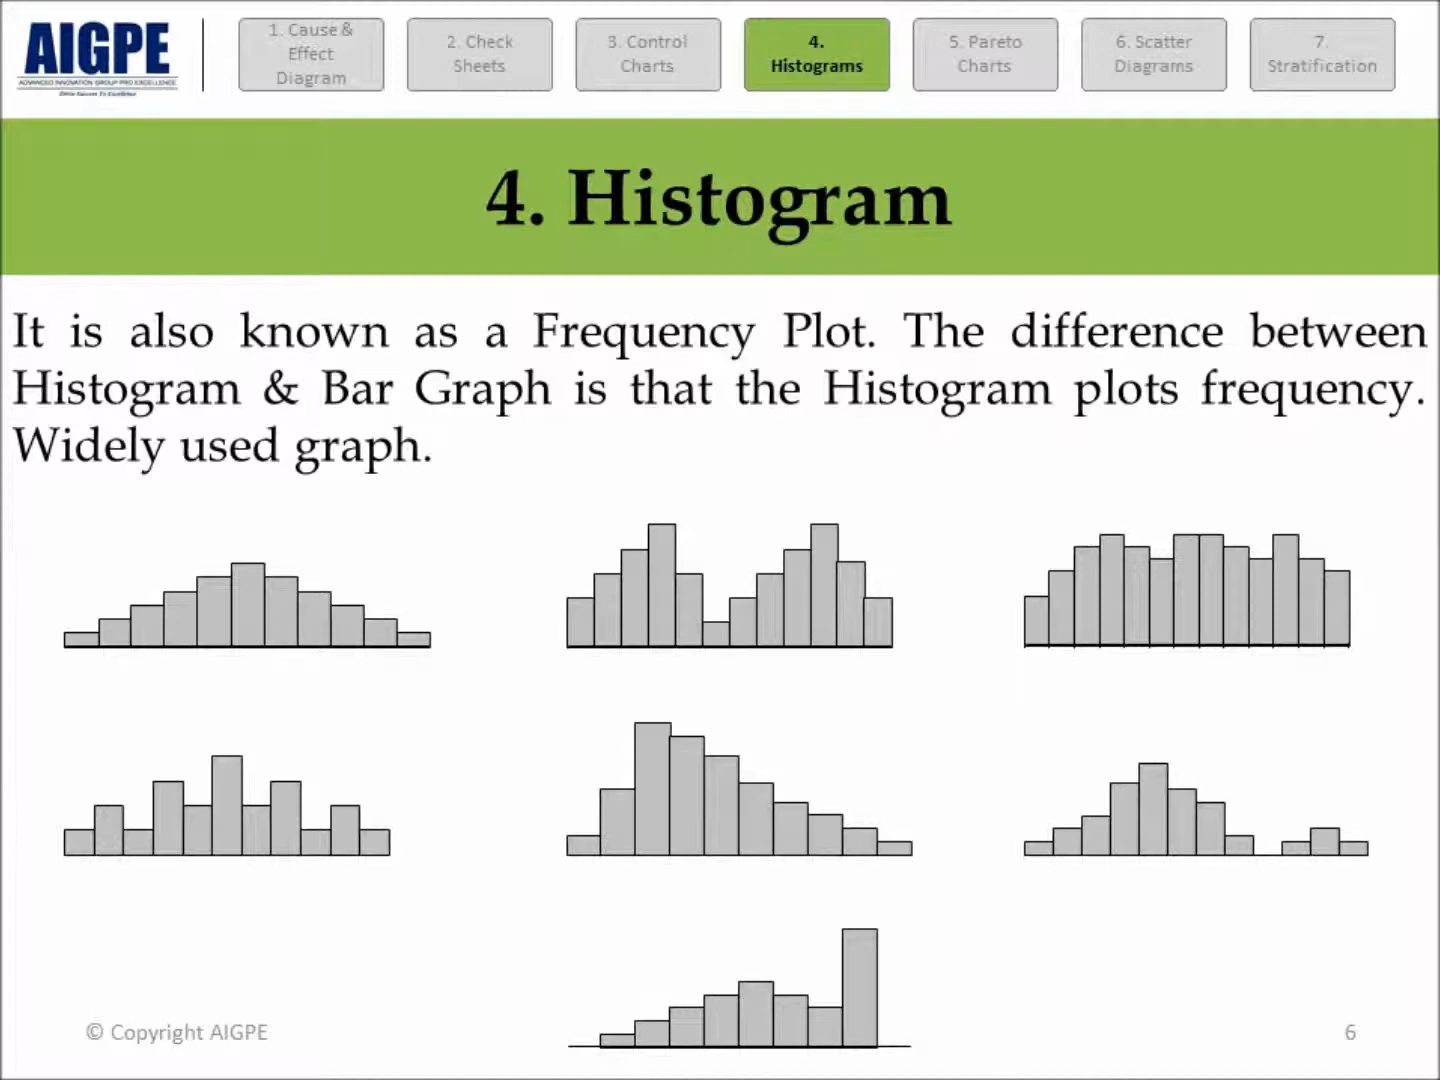 AIGPE
ADVANCED INNOVATION GROUP PRO EXCELLENCE
Drive Success To Excellence
1. Cause &
Effect
Diagram
2. Check
Sheets
3. Control
Charts
4.
Histograms
5. Pareto
Charts
6. Scatter
Diagrams
7.
Stratification
4. Histogram
It is also known as a Frequency Plot. The difference between
Histogram & Bar Graph is that the Histogram plots frequency.
Widely used graph.
© Copyright AIGPE
6